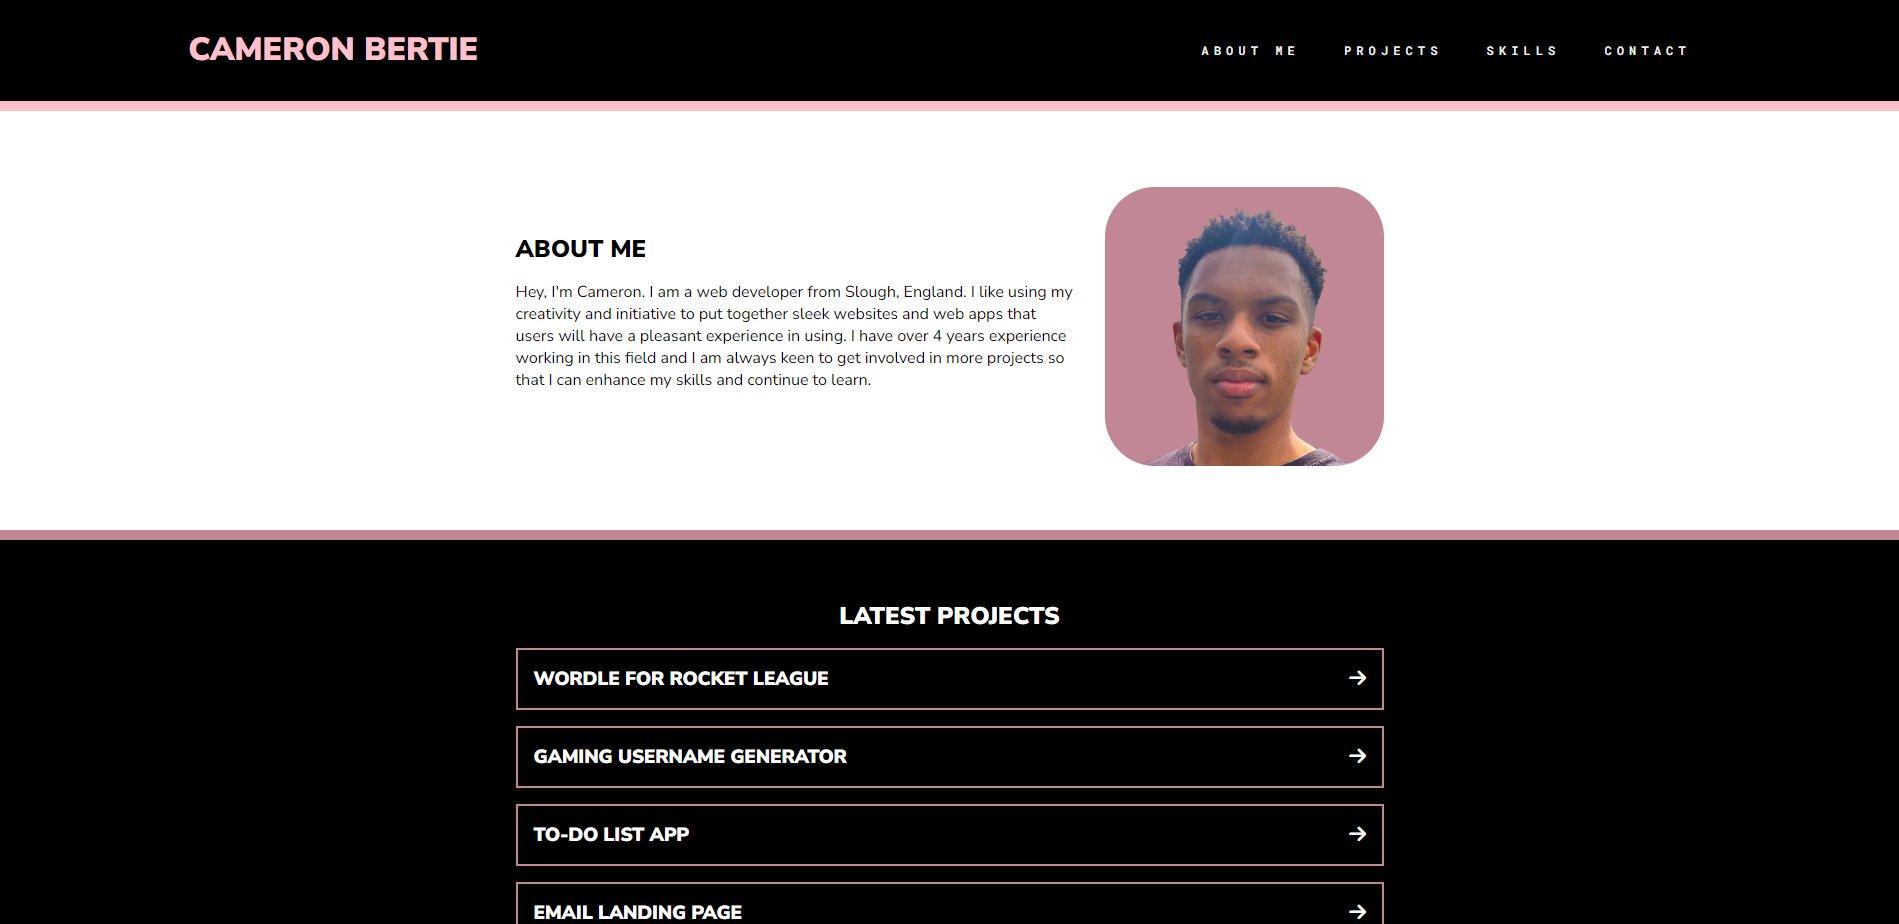 CAMERON BERTIE
ABOUT ME
PROJECTS
SKILLS
CONTACT
ABOUT ME
Hey, I'm Cameron. I am a web developer from Slough, England. I like using my
creativity and initiative to put together sleek websites and web apps that
users will have a pleasant experience in using. I have over 4 years experience
working in this field and I am always keen to get involved in more projects so
that I can enhance my skills and continue to learn.
LATEST PROJECTS
WORDLE FOR ROCKET LEAGUE
GAMING USERNAME GENERATOR
TO-DO LIST APP
EMAIL LANDING PAGE